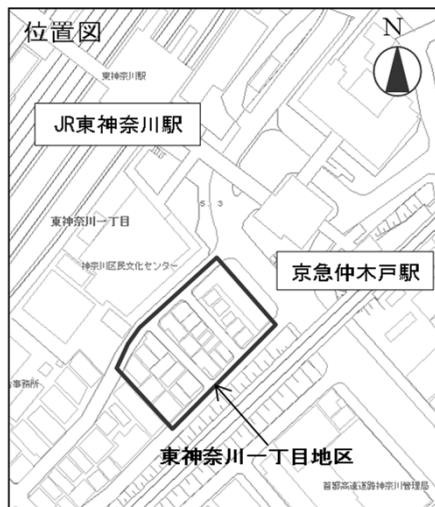 位置図
N
東神奈川駅
JR東神奈川駅
5.3
東神奈川一丁目
神奈川区民文化センター
京急仲木戸駅
事務所
東神奈川一丁目地区
首都高速道路神奈川管理局